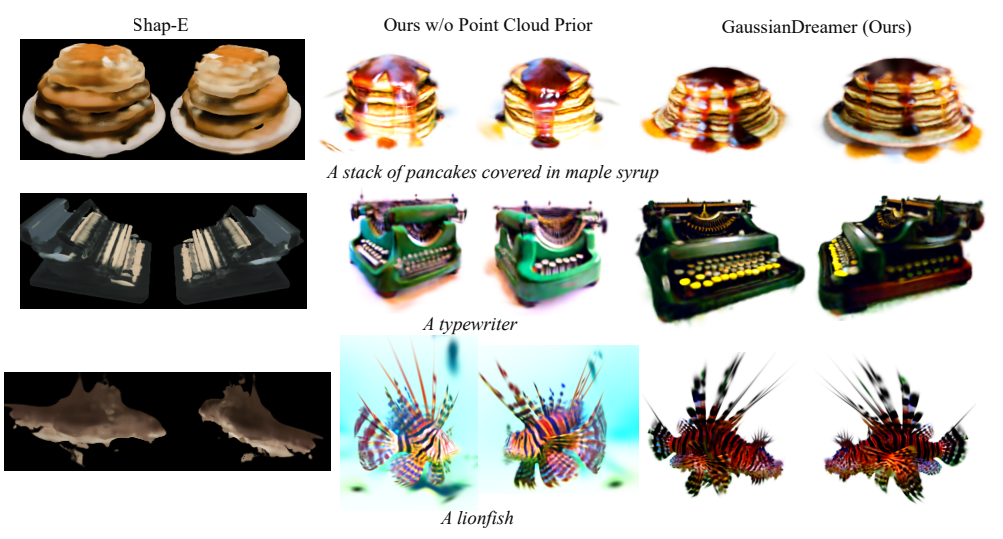 Shap-E
Ours w/o Point Cloud Prior
GaussianDreamer (Ours)
A stack of pancakes covered in maple syrup
A typewriter
A lionfish